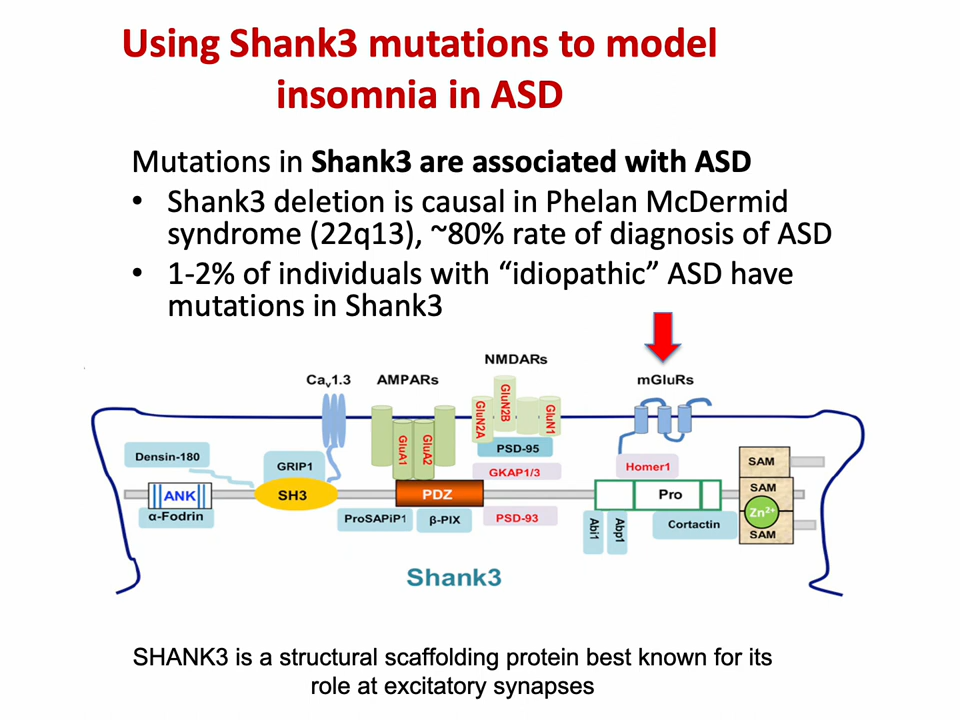 Using Shank3 mutations to model
insomnia in ASD
Mutations in Shank3 are associated with ASD
• Shank3 deletion is causal in Phelan McDermid
syndrome (22q13), ~80% rate of diagnosis of ASD
• 1-2% of individuals with “idiopathic” ASD have
mutations in Shank3
NMDARs
Cav1.3
AMPARs
mGluRs
GluN2A
GluN2B
GluN1
GluA1
GluA2
PSD-95
Densin-180
GRIP1
GKAP1/3
Homer1
SAM
ANK
SH3
PDZ
Pro
SAM
α-Fodrin
ProSAPiP1
β-PIX
PSD-93
Abi1
Abp1
Cortactin
Zn2+
SAM
Shank3
SHANK3 is a structural scaffolding protein best known for its
role at excitatory synapses